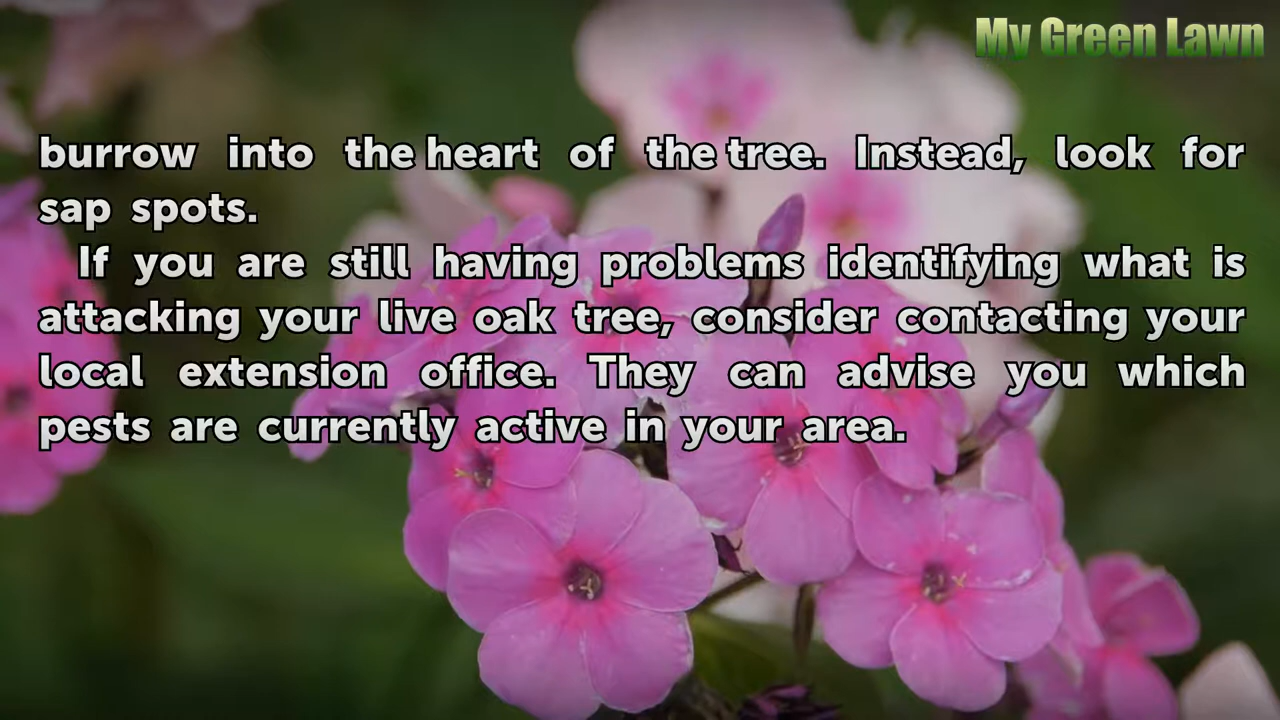 My Green Lawn
burrow into the heart of the tree. Instead, look for
sap spots.
If you are still having problems identifying what is
attacking your live oak tree, consider contacting your
local extension office. They can advise you which
pests are currently active in your area.